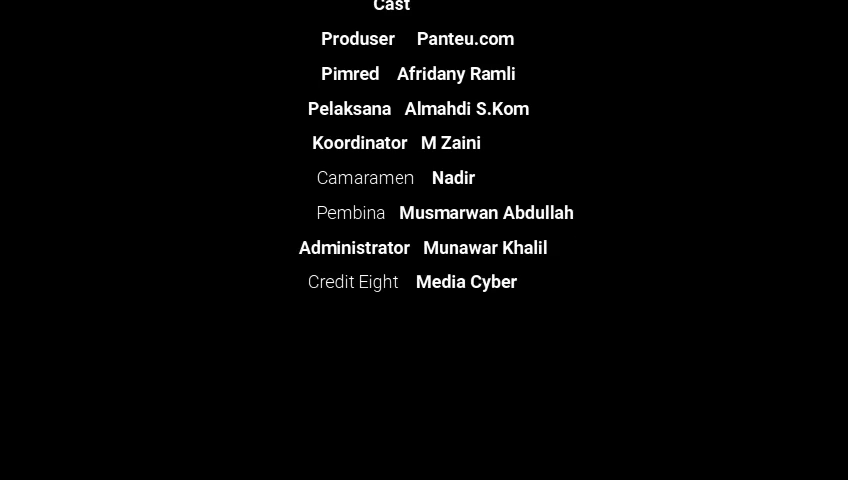 Cast
Produser Panteu.com
Pimred Afridany Ramli
Pelaksana Almahdi S.Kom
Koordinator M Zaini
Camaramen Nadir
Pembina Musmarwan Abdullah
Administrator Munawar Khalil
Credit Eight Media Cyber